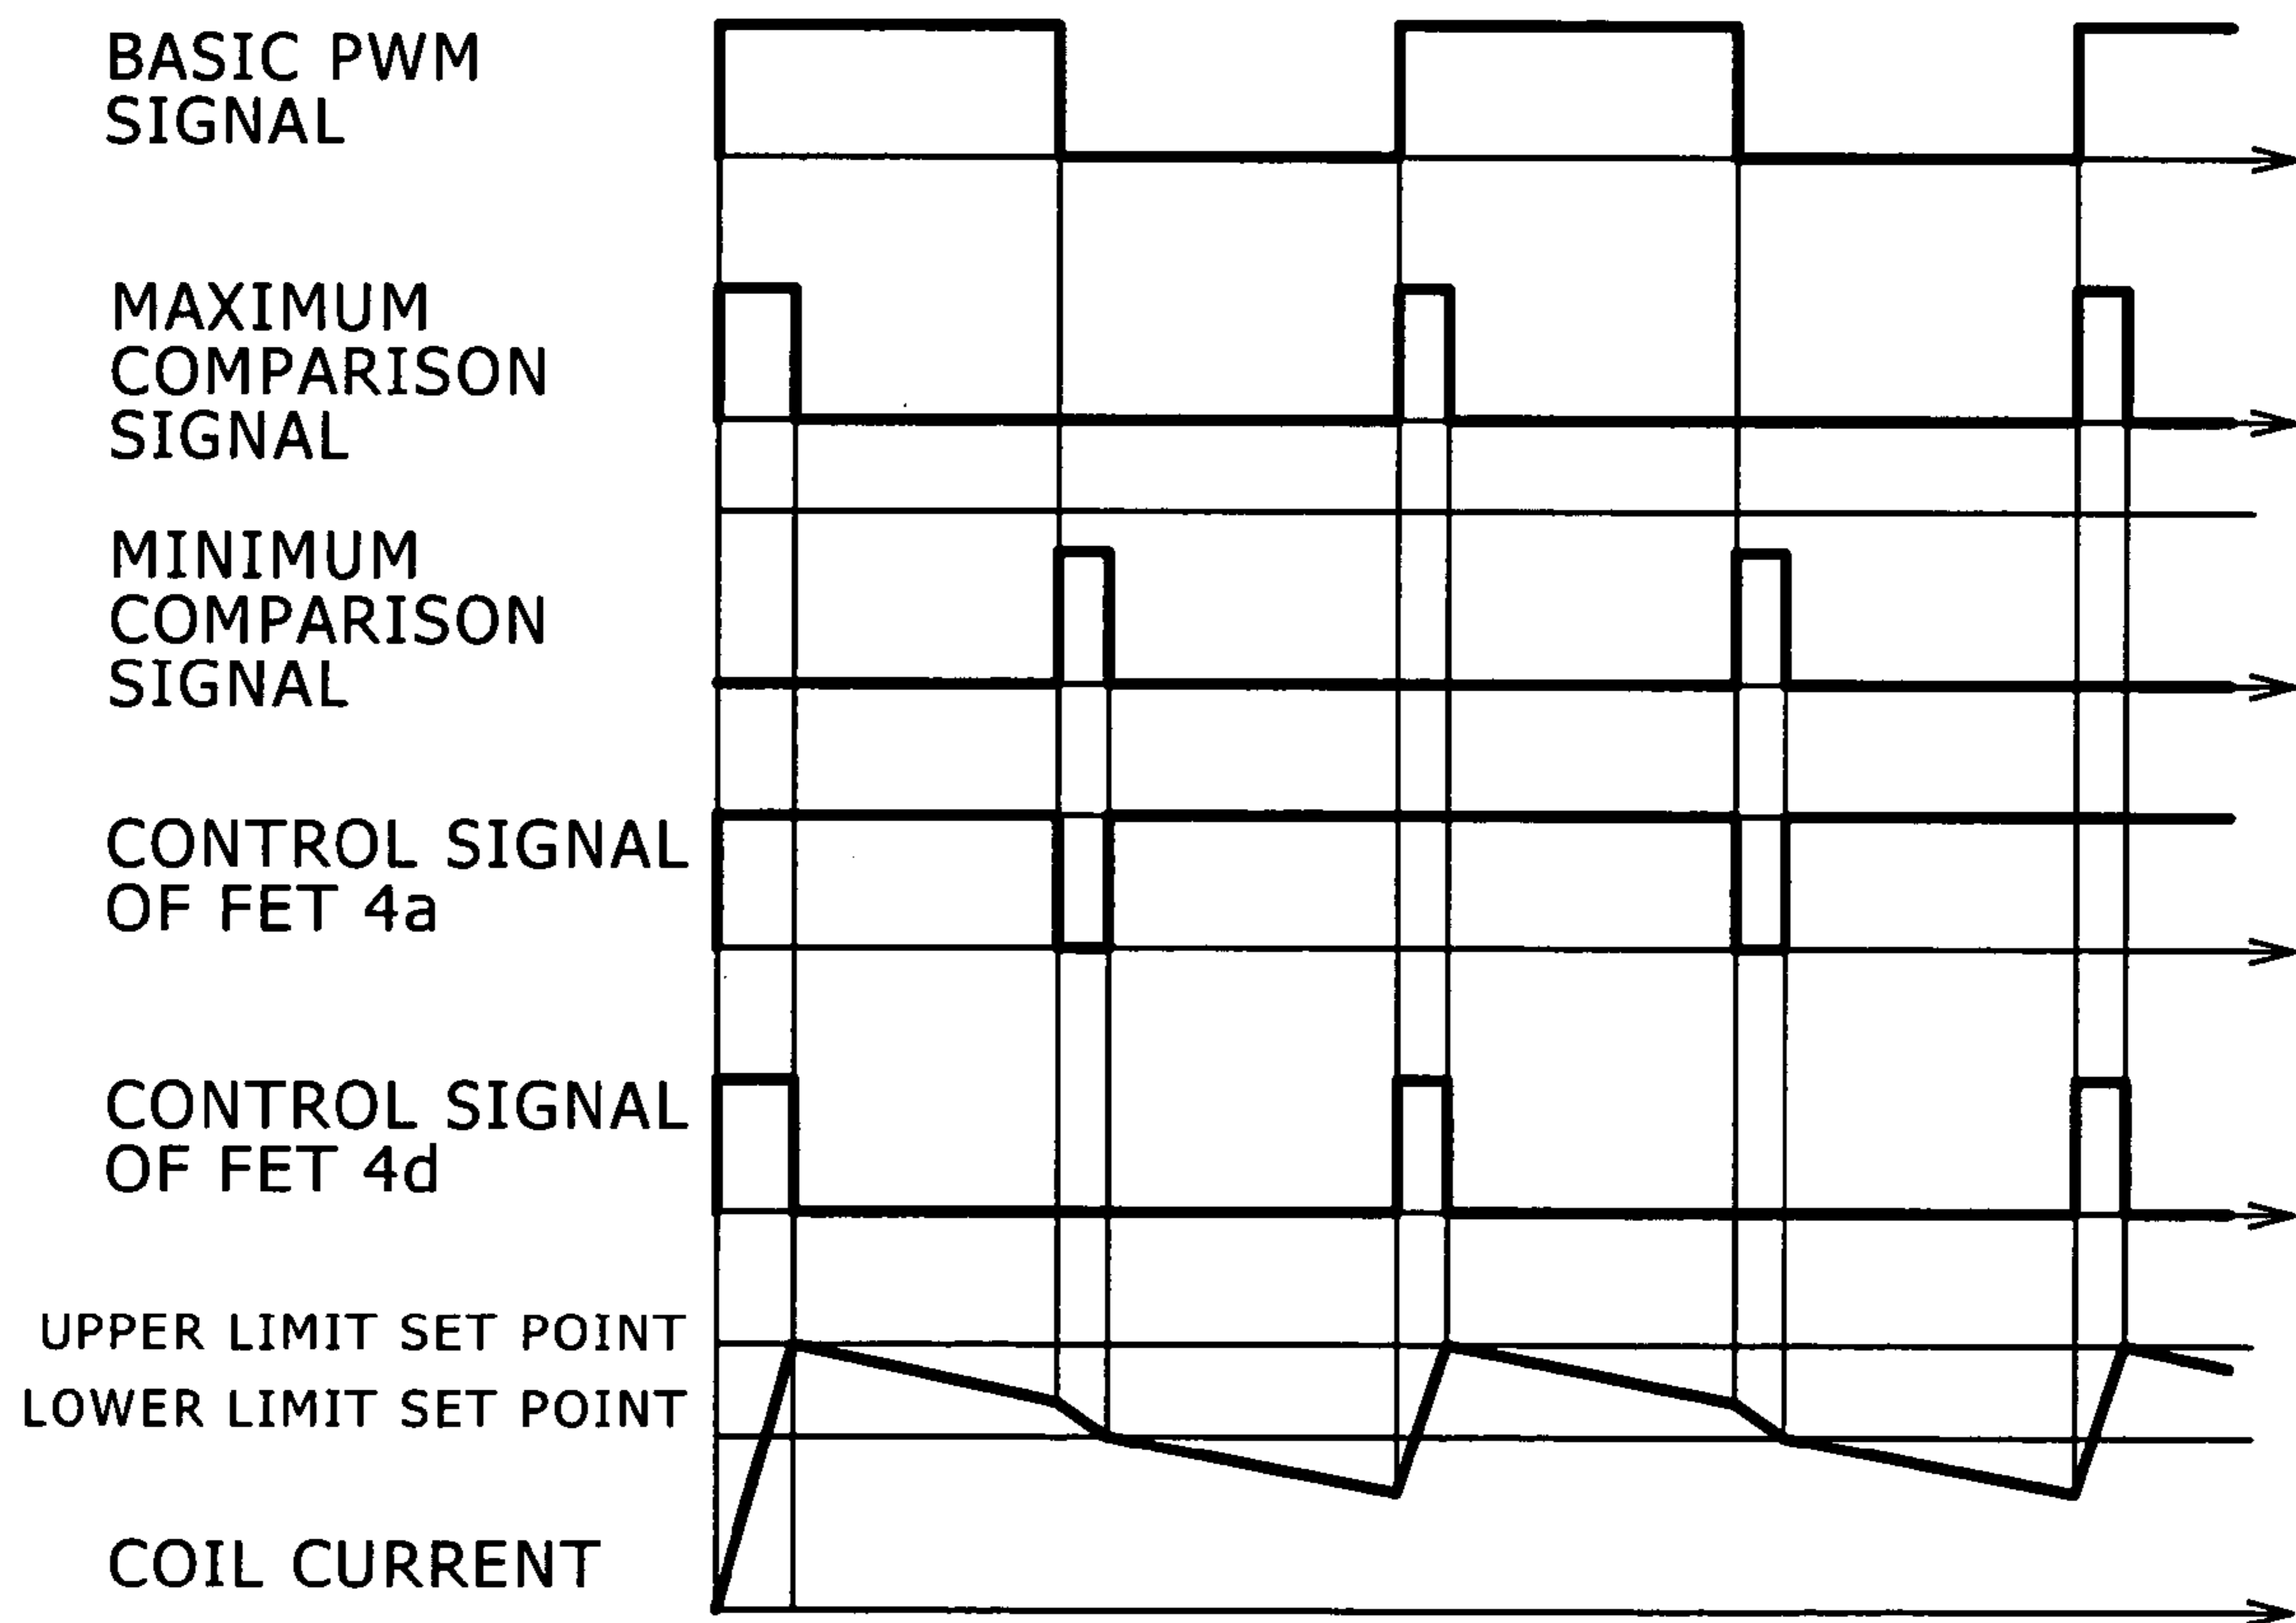 BASIC PWM
SIGNAL
MAXIMUM
COMPARISON
SIGNAL
MINIMUM
COMPARISON
SIGNAL
CONTROL SIGNAL
OF FET 4a
CONTROL SIGNAL
OF FET 4d
UPPER LIMIT SET POINT
LOWER LIMIT SET POINT
COIL CURRENT